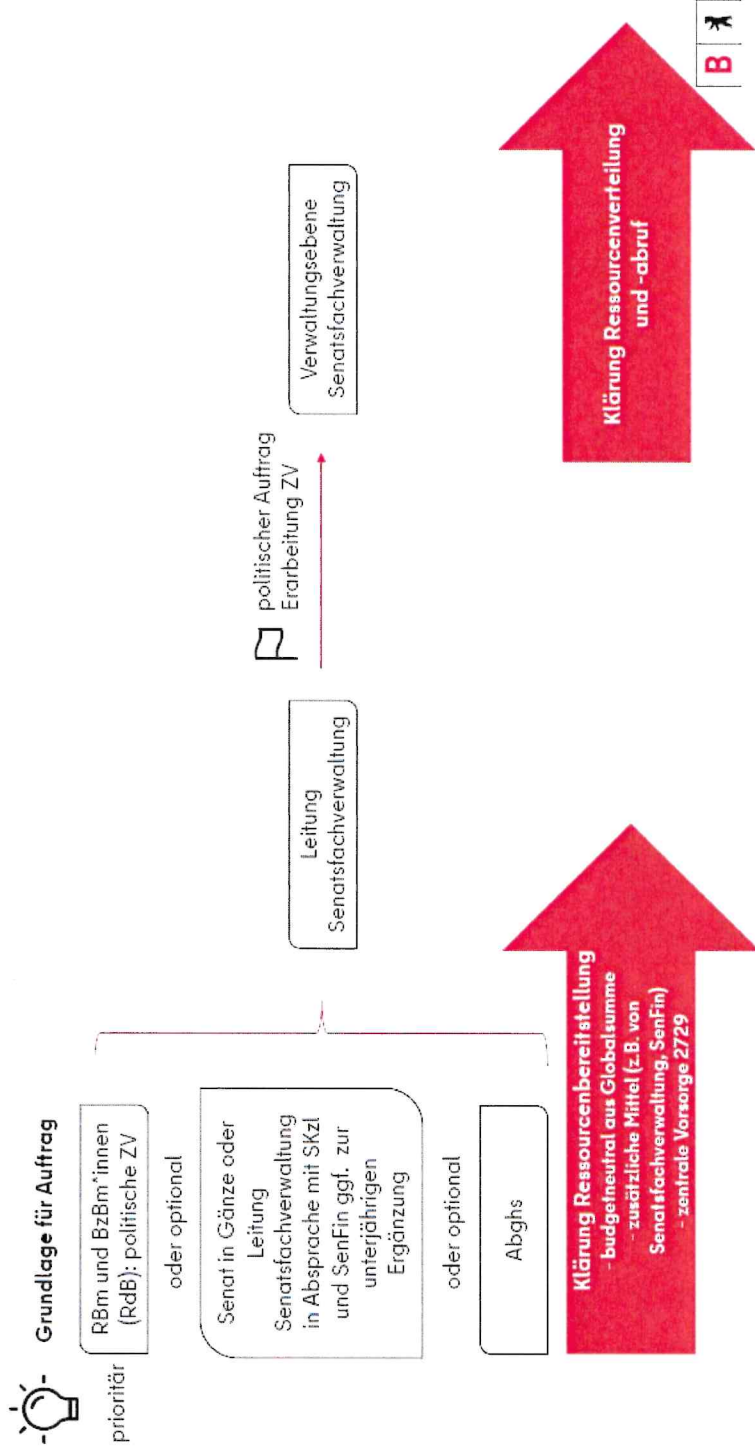 Grundlage für Auftrag
prioritär
RBm und BzBm*innen
(RdB): politische ZV
oder optional
Senat in Gänze oder
Leitung
Senatsfachverwaltung
in Absprache mit SKzl
und SenFin ggf. zur
unterjährigen
Ergänzung
oder optional
Abghs
Leitung
Senatsfachverwaltung
politischer Auftrag
Erarbeitung ZV
Verwaltungsebene
Senatsfachverwaltung
Klärung Ressourcenbereitstellung
- budgetneutral aus Globalsumme
- zusätzliche Mittel (z.B. von
Senatsfachverwaltung, SenFin)
- zentrale Vorsorge 2729
Klärung Ressourcenverteilung
und -abruf
B